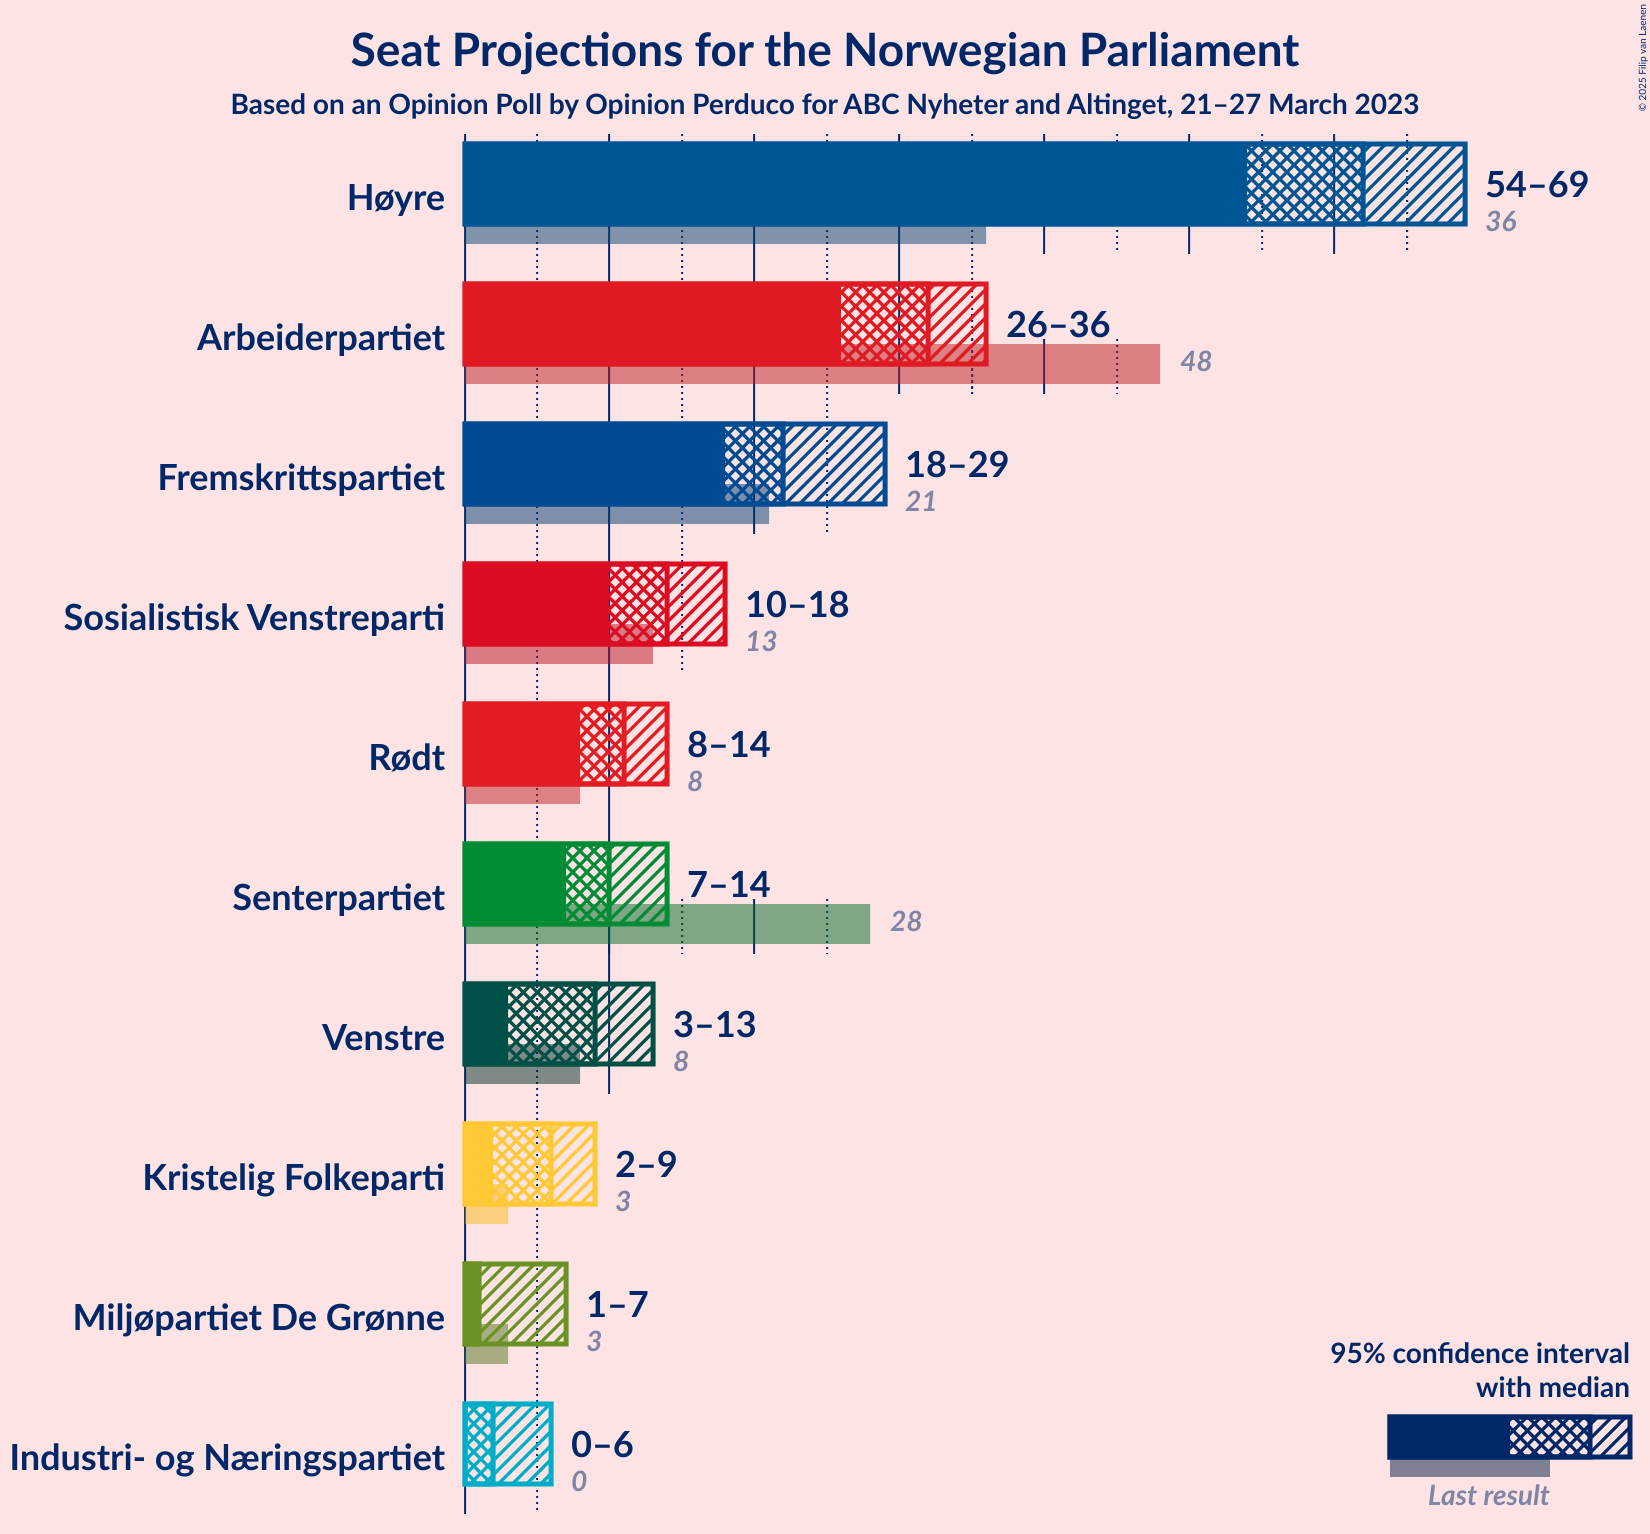 Seat Projections for the Norwegian Parliament
Based on an Opinion Poll by Opinion Perduco for ABC Nyheter and Altinget, 21–27 March 2023
© 2025 Filip van Laenen
Høyre
54–69
36
Arbeiderpartiet
26–36
48
Fremskrittspartiet
18–29
21
Sosialistisk Venstreparti
10–18
13
Rødt
8–14
8
Senterpartiet
7–14
28
Venstre
3–13
8
Kristelig Folkeparti
2–9
3
Miljøpartiet De Grønne
1–7
3
Industri- og Næringspartiet
0–6
0
95% confidence interval
with median
Last result